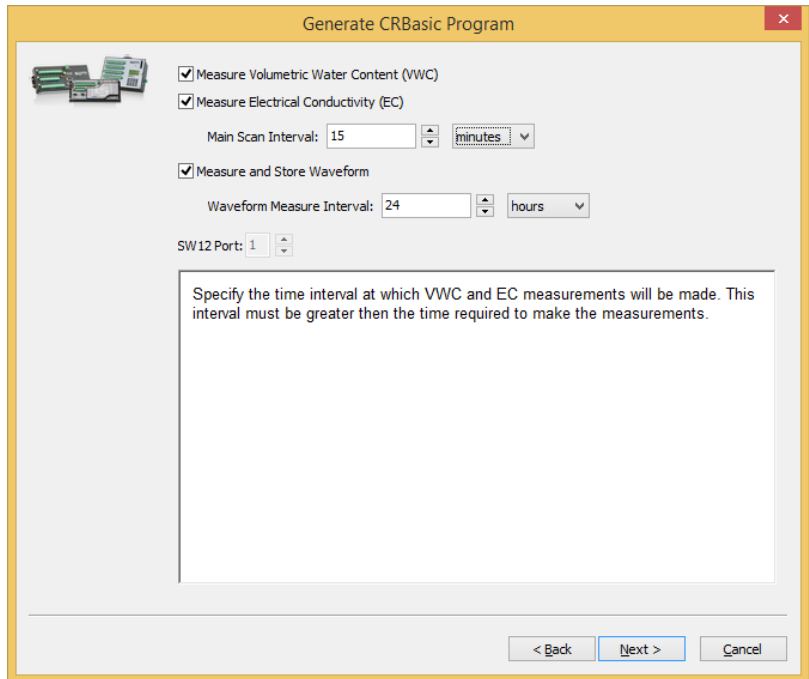 Generate CRBasic Program
Measure Volumetric Water Content (VWC)
Measure Electrical Conductivity (EC)
Main Scan Interval: 15 minutes
Measure and Store Waveform
Waveform Measure Interval: 24 hours
SW12 Port: 1
Specify the time interval at which VWC and EC measurements will be made. This
interval must be greater then the time required to make the measurements.
< Back Next > Cancel